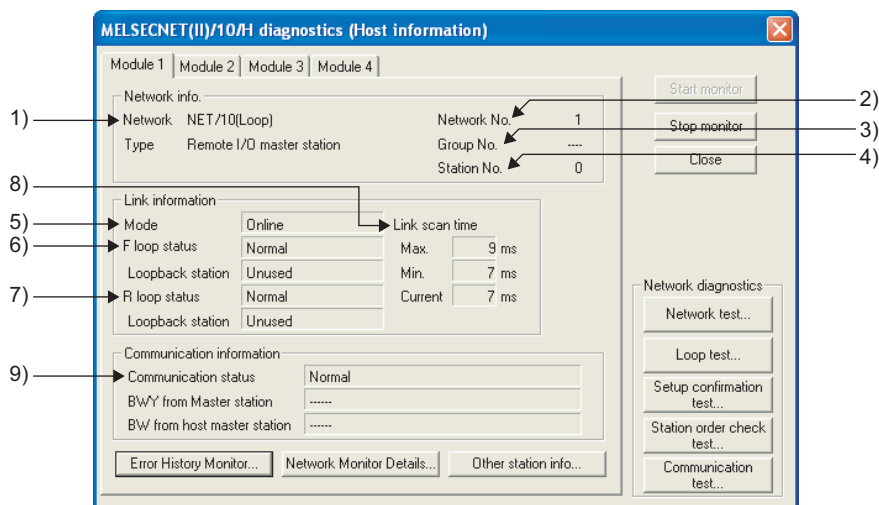 MELSECNET(II)/10/H diagnostics (Host information)
Module 1 Module 2 Module 3 Module 4
Network info.
1) Network NET/10(Loop) Network No. 1 2)
Type Remote I/O master station Group No. ---- 3)
Station No. 0 4)
Start monitor
Stop monitor
Close
8)
Link information
5) Mode Online Link scan time
6) F loop status Normal Max. 9 ms
Loopback station Unused Min. 7 ms
7) R loop status Normal Current 7 ms
Loopback station Unused
Communication information
9) Communication status Normal
BWY from Master station ------
BW from host master station ------
Network diagnostics
Network test...
Loop test...
Setup confirmation
test...
Station order check
test...
Communication
test...
Error History Monitor... Network Monitor Details... Other station info...